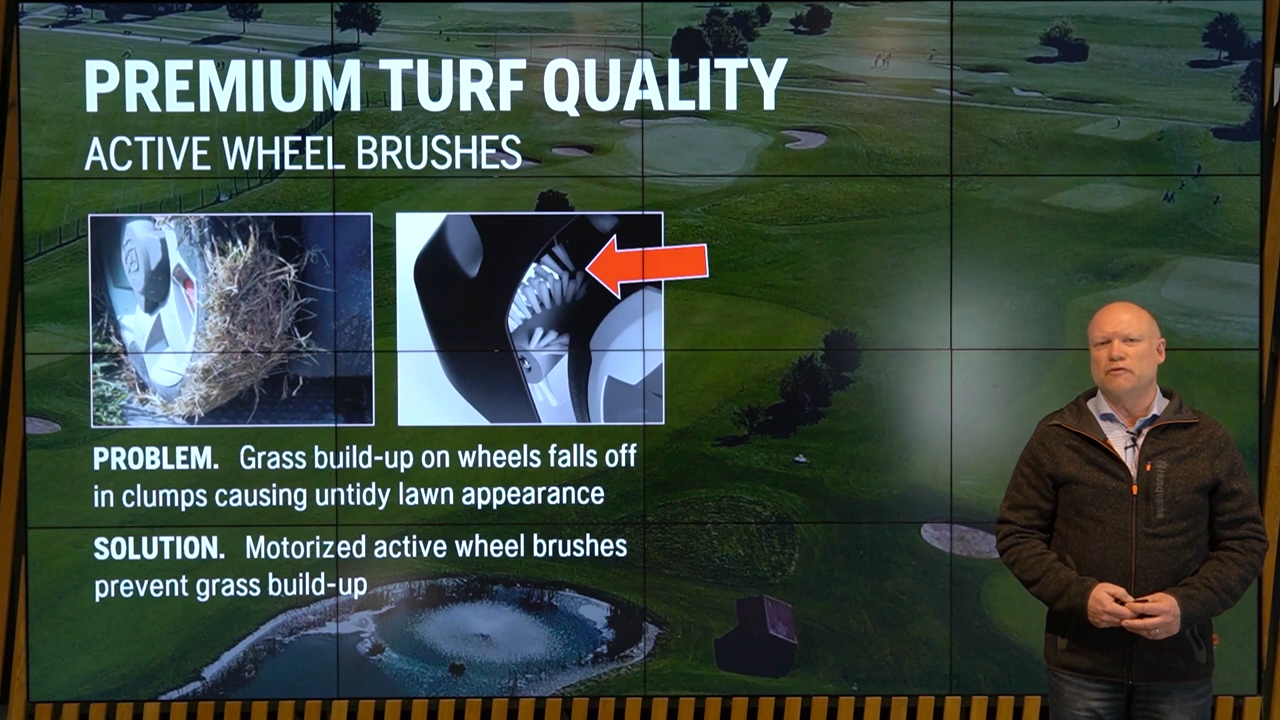 PREMIUM TURF QUALITY
ACTIVE WHEEL BRUSHES
PROBLEM. Grass build-up on wheels falls off
in clumps causing untidy lawn appearance
SOLUTION. Motorized active wheel brushes
prevent grass build-up